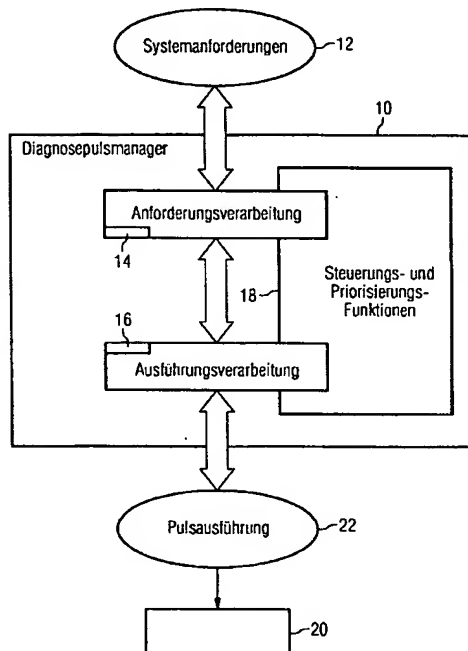 Systemanforderungen
12
10
Diagnosepulsmanager
Anforderungsverarbeitung
14
Steuerungs- und
Priorisierungs-
Funktionen
18
16
Ausführungsverarbeitung
Pulsausführung
22
20